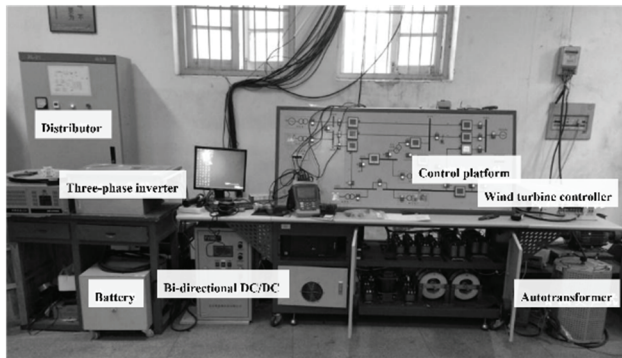 Distributor
Three-phase inverter
Control platform
Wind turbine controller
Battery
Bi-directional DC/DC
Autotransformer